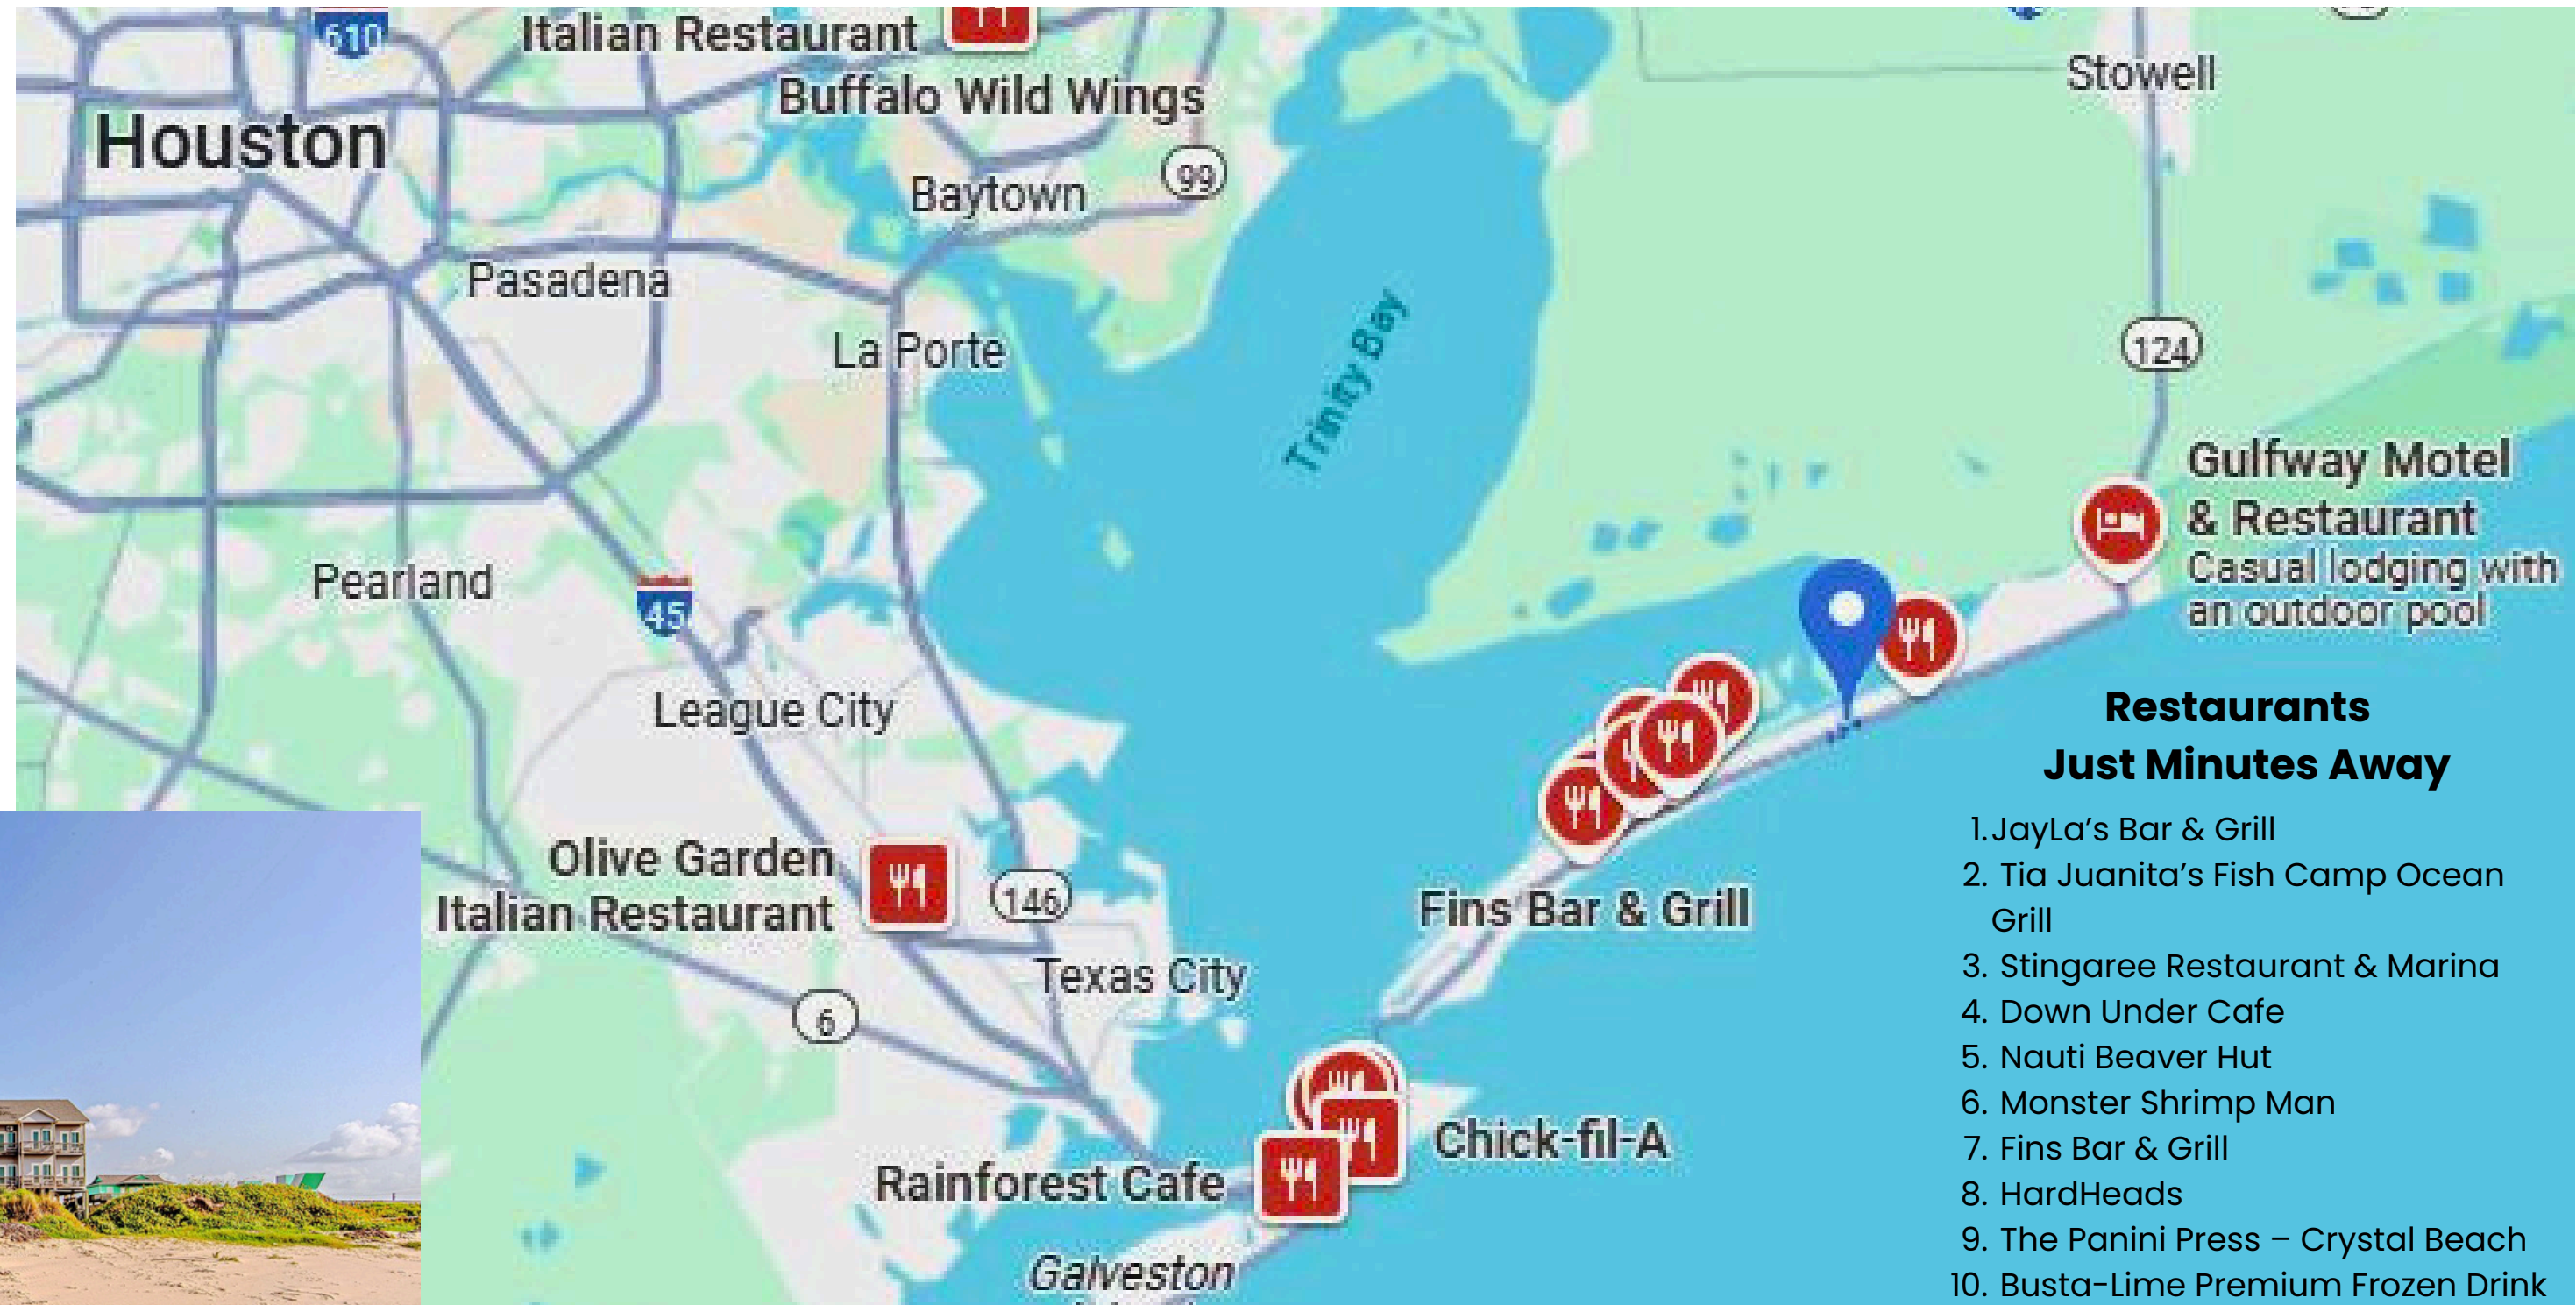 610
Italian Restaurant
Buffalo Wild Wings
Stowell
Houston
Baytown
99
Pasadena
La Porte
Trinity Bay
124
Gulfway Motel
& Restaurant
Casual lodging with
an outdoor pool
Pearland
45
League City
Olive Garden
Italian Restaurant
146
Fins Bar & Grill
Texas City
6
Chick-fil-A
Rainforest Cafe
Galveston
Restaurants
Just Minutes Away
1. JayLa’s Bar & Grill
2. Tia Juanita’s Fish Camp Ocean
Grill
3. Stingaree Restaurant & Marina
4. Down Under Cafe
5. Nauti Beaver Hut
6. Monster Shrimp Man
7. Fins Bar & Grill
8. HardHeads
9. The Panini Press – Crystal Beach
10. Busta-Lime Premium Frozen Drink